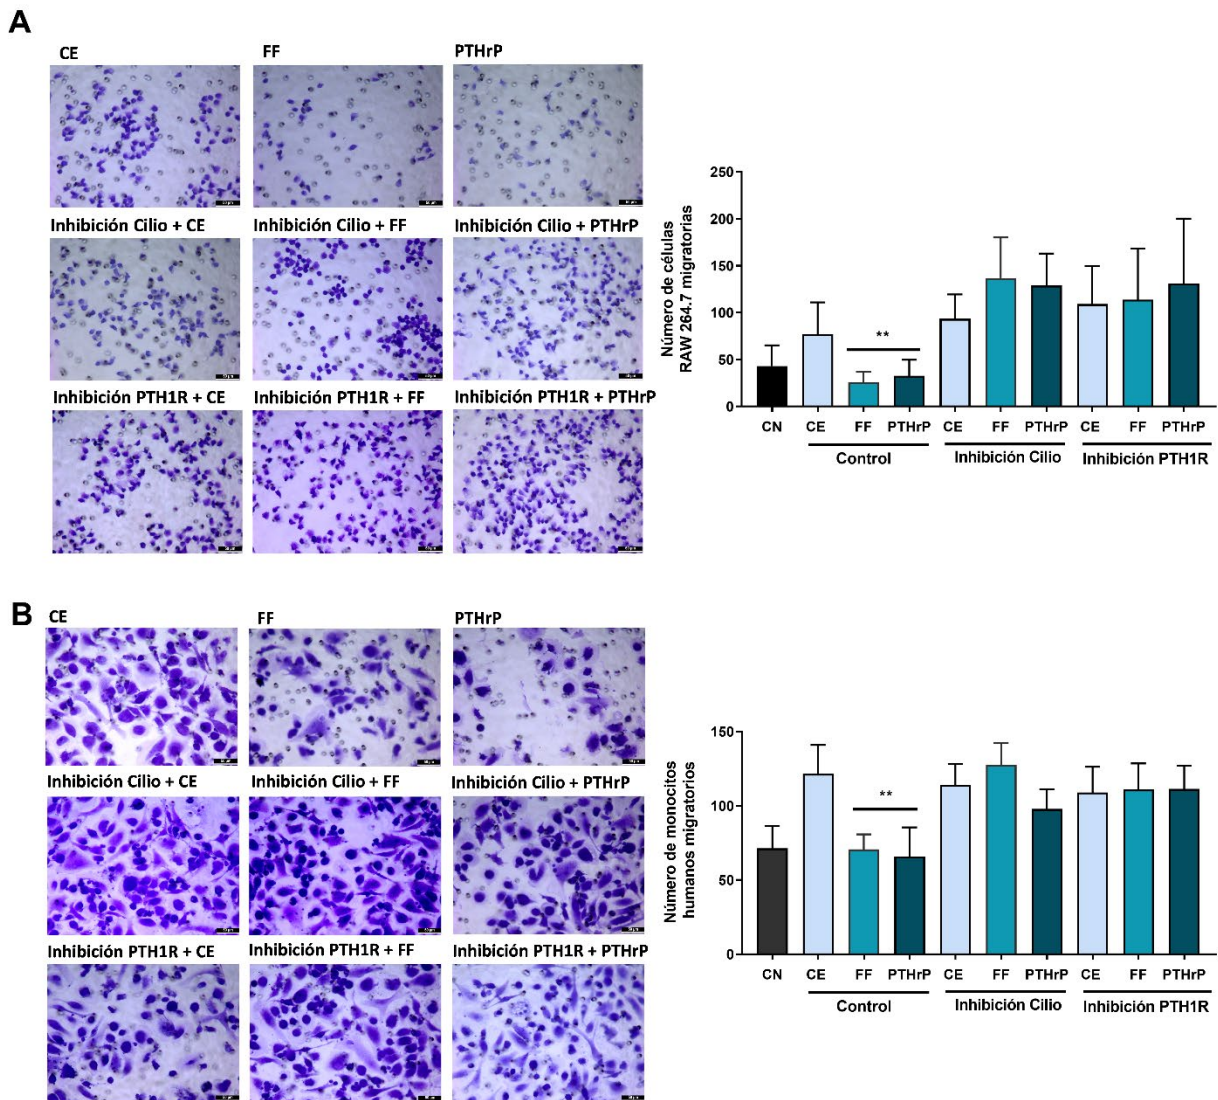 A
CE
FF
PTHrP
Inhibición Cilio + CE
Inhibición Cilio + FF
Inhibición Cilio + PTHrP
Inhibición PTH1R + CE
Inhibición PTH1R + FF
Inhibición PTH1R + PTHrP
Número de células
RAW 264.7 migratorias
250
200
150
100
50
0
**
CN
CE
FF
PTHrP
CE
FF
PTHrP
CE
FF
PTHrP
Control
Inhibición Cilio
Inhibición PTH1R
B
CE
FF
PTHrP
Inhibición Cilio + CE
Inhibición Cilio + FF
Inhibición Cilio + PTHrP
Inhibición PTH1R + CE
Inhibición PTH1R + FF
Inhibición PTH1R + PTHrP
Número de monocitos
humanos migratorios
150
100
50
0
**
CN
CE
FF
PTHrP
CE
FF
PTHrP
CE
FF
PTHrP
Control
Inhibición Cilio
Inhibición PTH1R